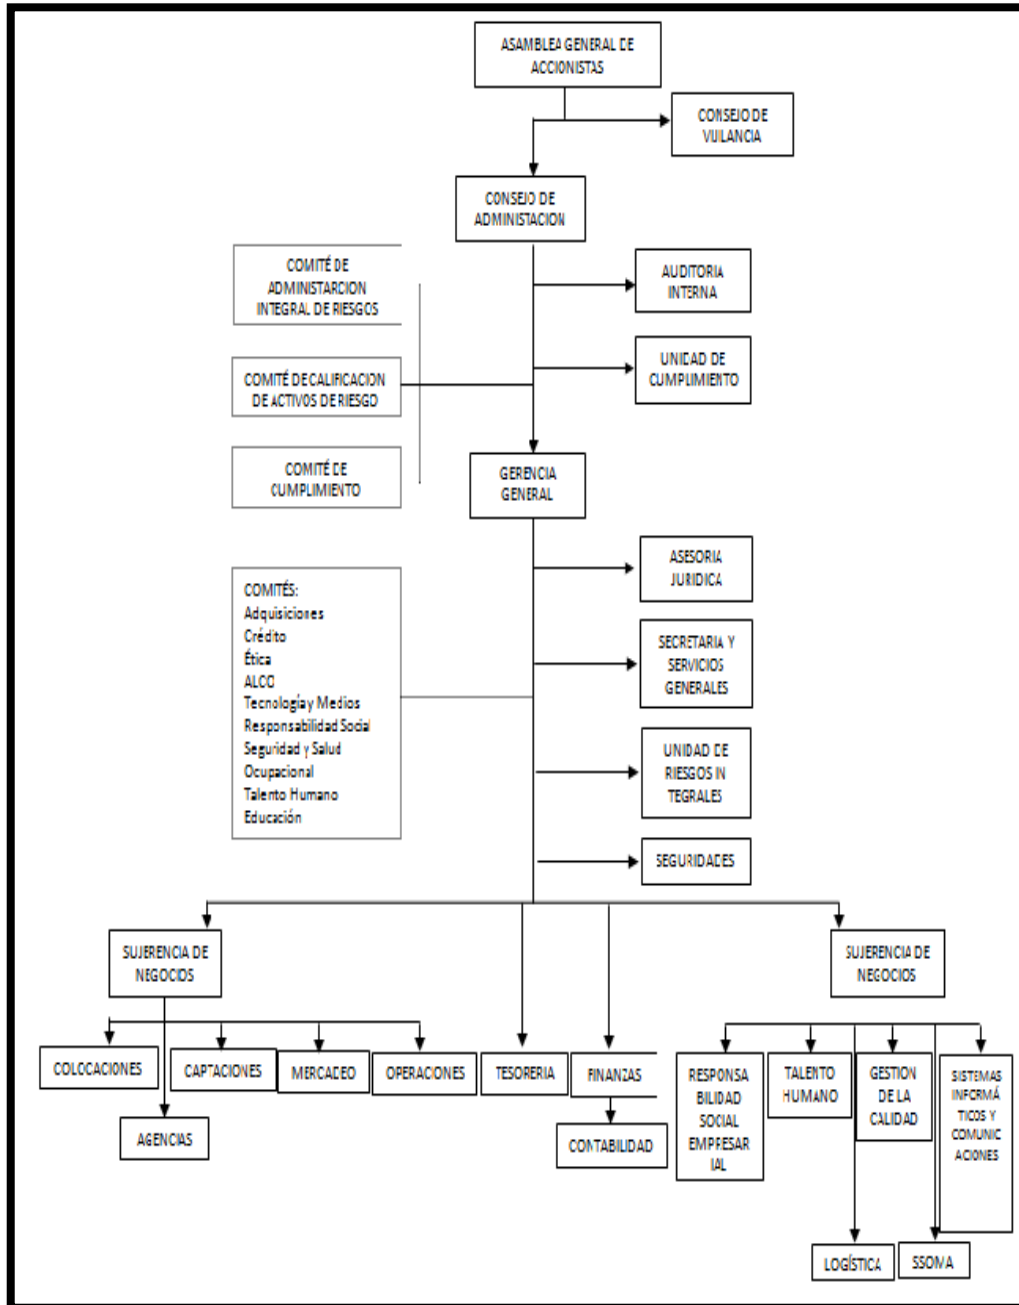 ASAMBLEA GENERAL DE
ACCIONISTAS
CONSEJO DE
VIJILANCIA
CONSEJO DE
ADMINISTACION
COMITÉ DE
ADMINISTARCION
INTEGRAL DE RIESGOS
AUDITORIA
INTERNA
COMITÉ DE CALIFICACION
DE ACTIVOS DE RIESGO
UNIDAD DE
CUMPLIMIENTO
COMITÉ DE
CUMPLIMIENTO
GERENCIA
GENERAL
ASESORIA
JURIDICA
COMITÉS:
Adquisiciones
Crédito
Ética
ALCO
Tecnología y Medios
Responsabilidad Social
Seguridad y Salud
Ocupacional
Talento Humano
Educación
SECRETARIA Y
SERVICIOS
GENERALES
UNIDAD DE
RIESGOS IN
TEGRALES
SEGURIDADES
SUJERENCIA DE
NEGOCIOS
SUJERENCIA DE
NEGOCIOS
COLOCACIONES
CAPTACIONES
MERCADEO
OPERACIONES
TESORERIA
FINANZAS
RESPONSA
BILIDAD
SOCIAL
EMPRESAR
IAL
TALENTO
HUMANO
GESTION
DE LA
CALIDAD
SISTEMAS
INFORMÁ
TICOS Y
COMUNIC
ACIONES
AGENCIAS
CONTABILIDAD
LOGÍSTICA
SSOMA